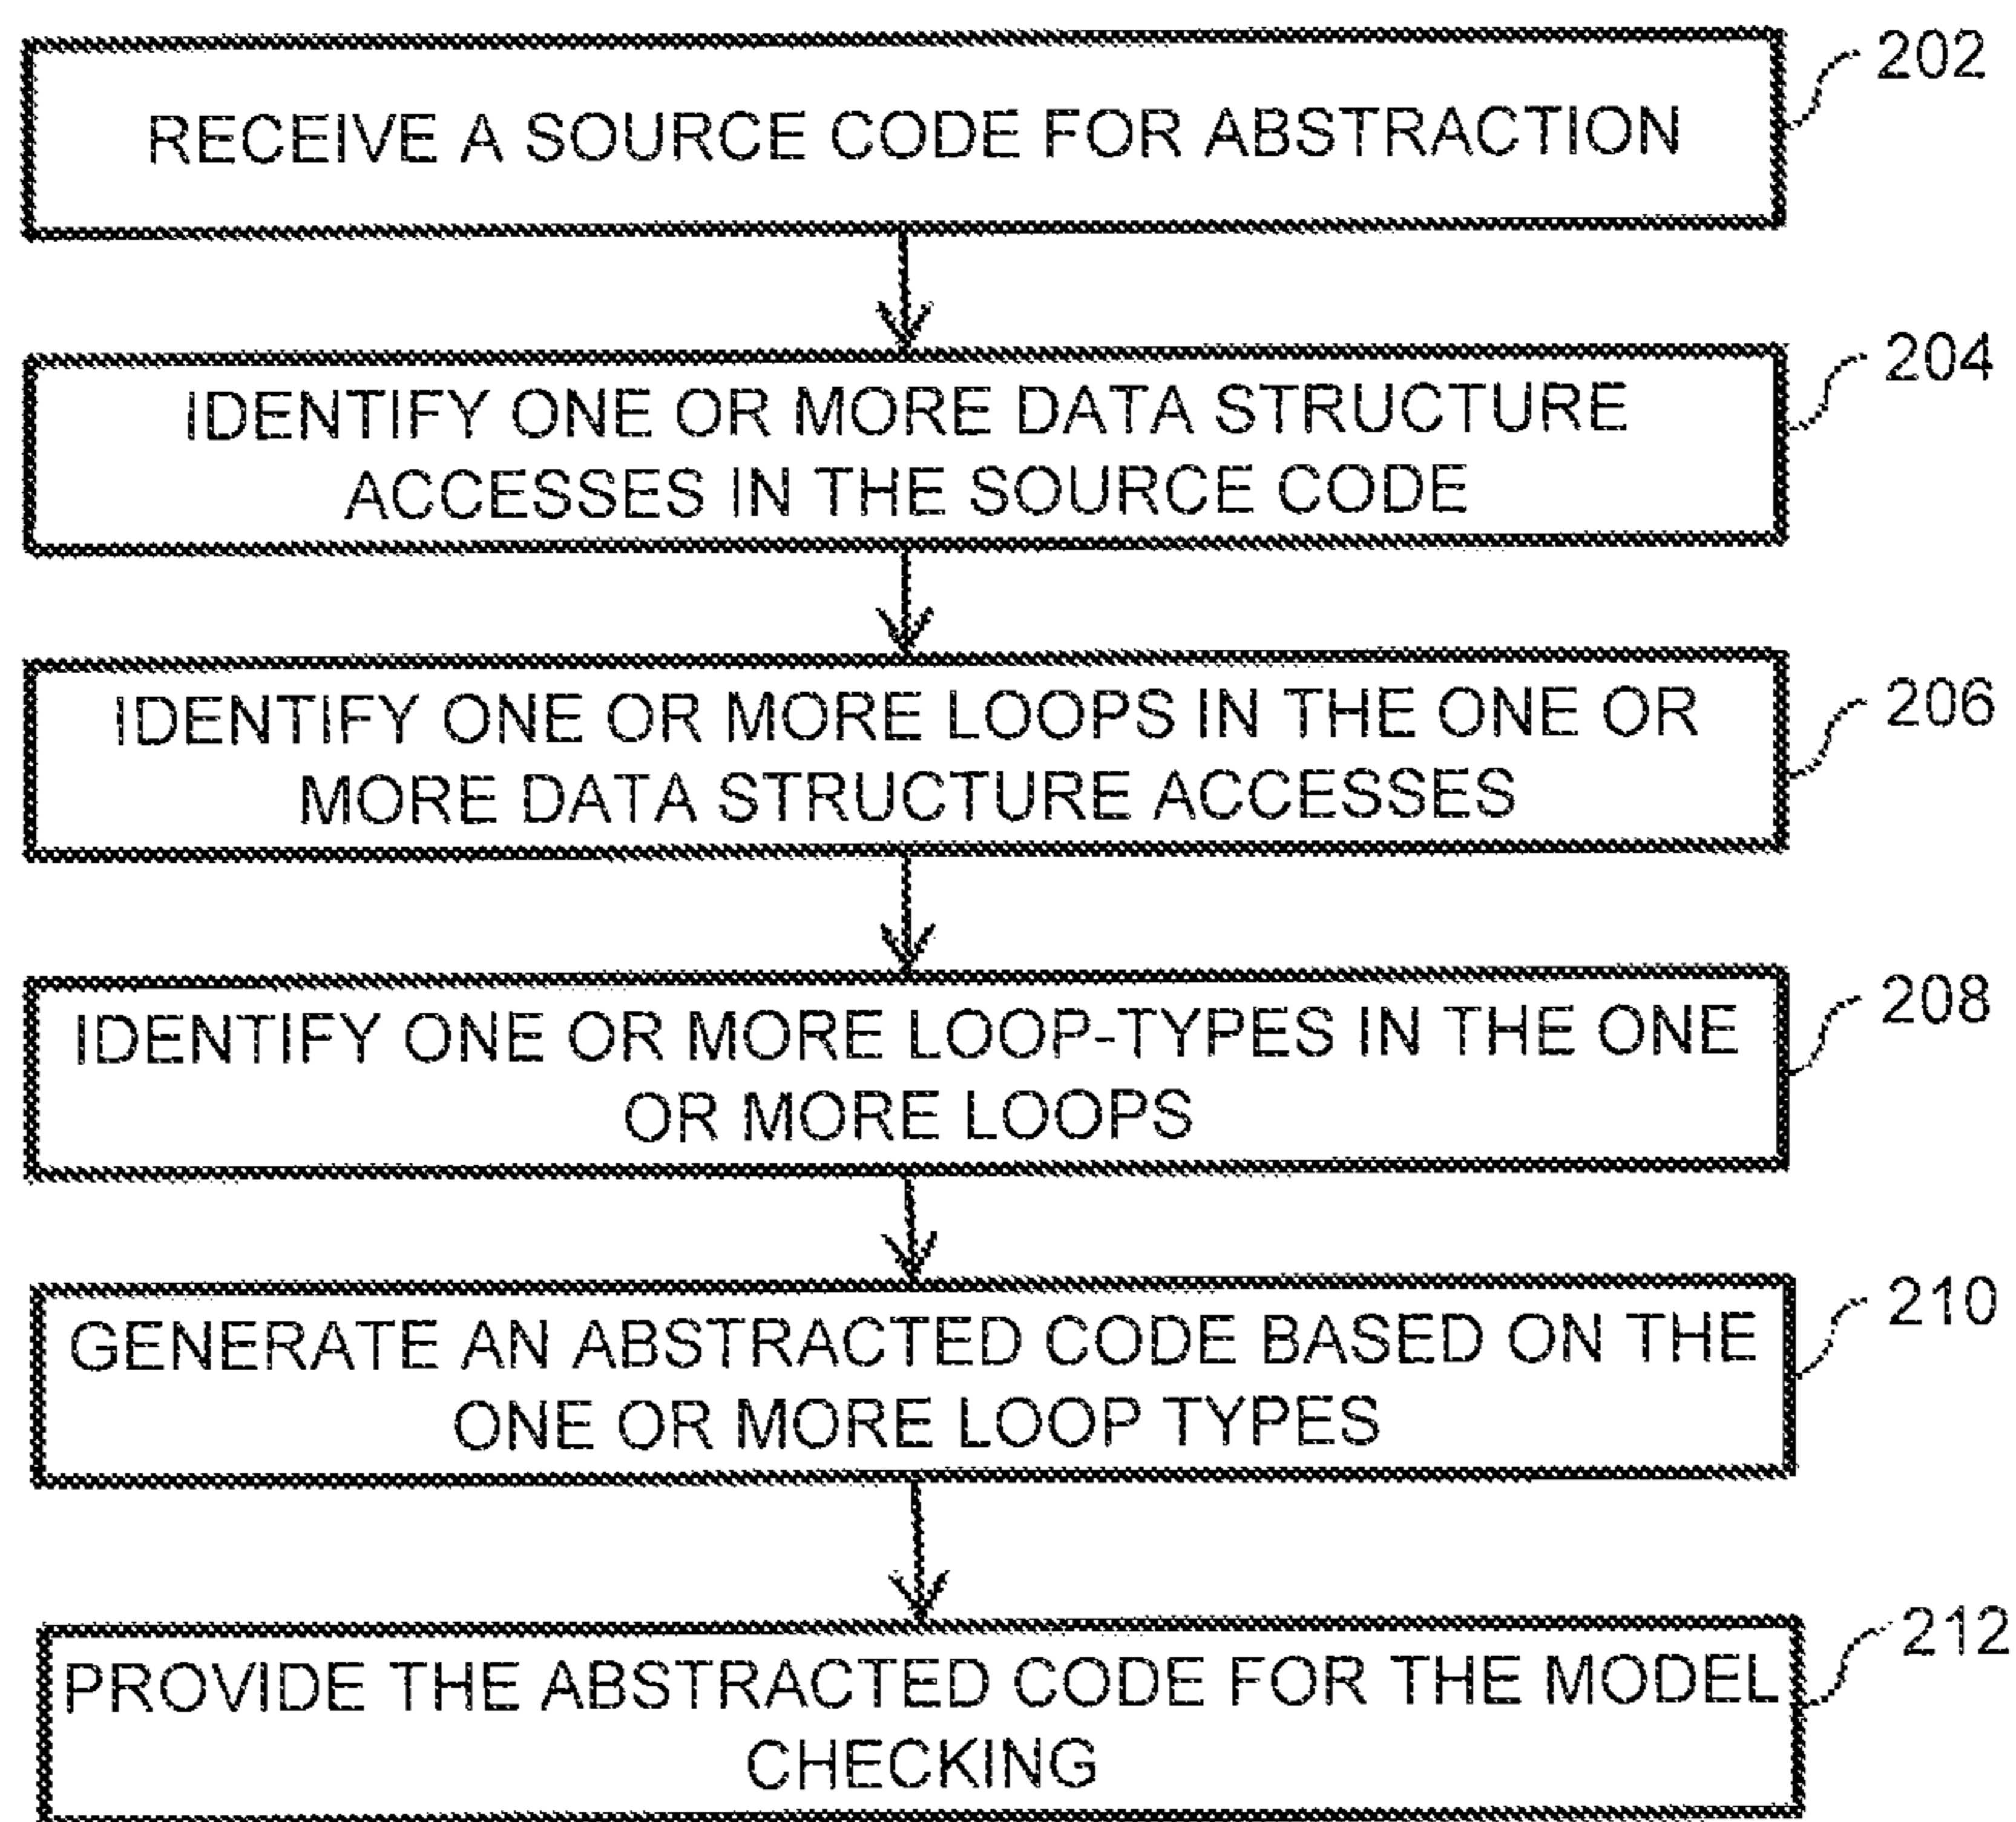 202
RECEIVE A SOURCE CODE FOR ABSTRACTION
204
IDENTIFY ONE OR MORE DATA STRUCTURE
ACCESSES IN THE SOURCE CODE
206
IDENTIFY ONE OR MORE LOOPS IN THE ONE OR
MORE DATA STRUCTURE ACCESSES
208
IDENTIFY ONE OR MORE LOOP-TYPES IN THE ONE
OR MORE LOOPS
210
GENERATE AN ABSTRACTED CODE BASED ON THE
ONE OR MORE LOOP TYPES
212
PROVIDE THE ABSTRACTED CODE FOR THE MODEL
CHECKING